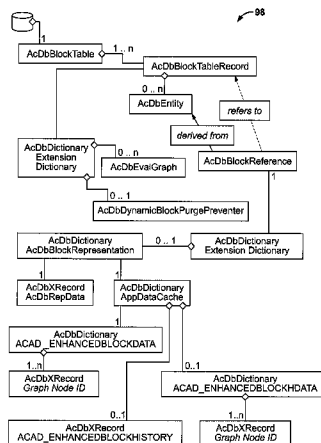 98
1
AcDbBlockTable
1.. n
AcDbBlockTableRecord
0.. n
AcDbEntity
refers to
derived from
AcDbDictionary
Extension
Dictionary
0.. n
AcDbEvalGraph
AcDbBlockReference
1
0.. 1
AcDbDynamicBlockPurgePreventer
AcDbDictionary
AcDbBlockRepresentation
0.. 1
AcDbDictionary
Extension Dictionary
1
1
AcDbXRecord
AcDbRepData
AcDbDictionary
AppDataCache
1
AcDbDictionary
ACAD_ENHANCEDBLOCKDATA
0..1
AcDbDictionary
ACAD_ENHANCEDBLOCKHDATA
1..n
AcDbXRecord
Graph Node ID
0..1
1..n
AcDbXRecord
ACAD_ENHANCEDBLOCKHISTORY
AcDbXRecord
Graph Node ID